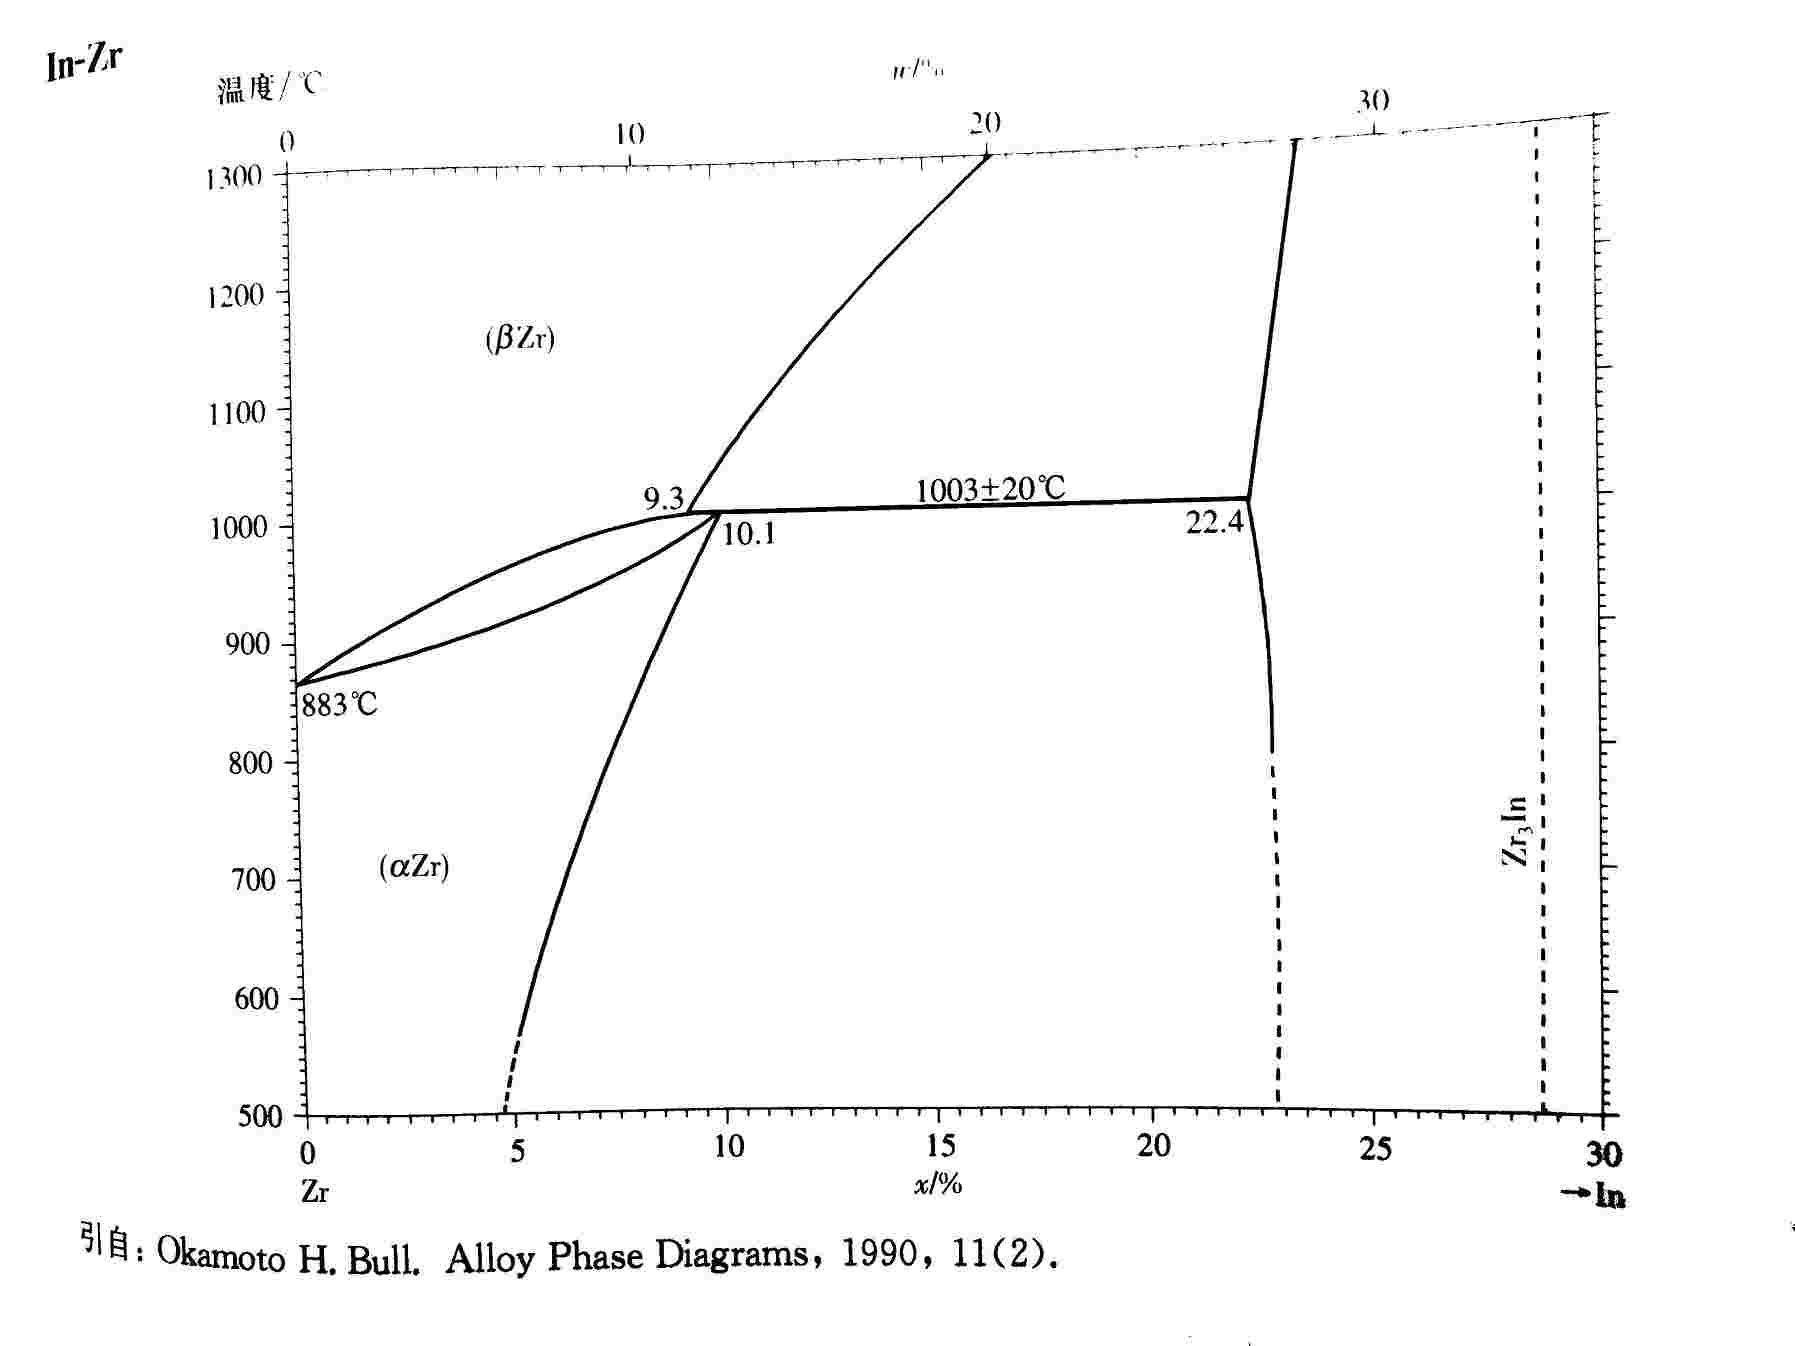 In-Zr
温度/℃
0 10 20 30
1300
1200
(βZr)
1100
9.3 1003±20℃
1000 10.1 22.4
900
883℃
800
Zr₃In
700 (αZr)
600
500
0 5 10 15 20 25 30
Zr x/% →In
引自: Okamoto H. Bull. Alloy Phase Diagrams, 1990, 11(2).